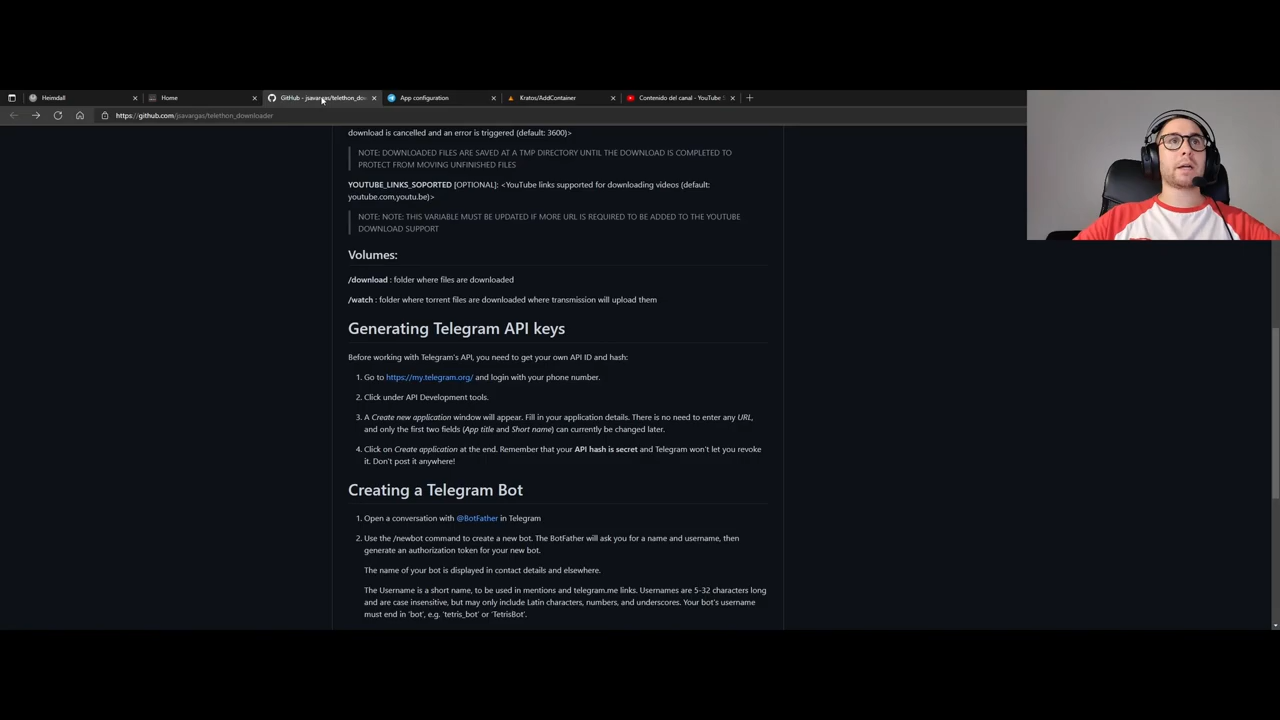 Heimdall
Home
GitHub - jsavargas/telethon_do
App configuration
Kratos/AddContainer
Contenido del canal - YouTube S
https://github.com/jsavargas/telethon_downloader
download is cancelled and an error is triggered (default: 3600)>
NOTE: DOWNLOADED FILES ARE SAVED AT A TMP DIRECTORY UNTIL THE DOWNLOAD IS COMPLETED TO
PROTECT FROM MOVING UNFINISHED FILES
YOUTUBE_LINKS_SOPORTED [OPTIONAL]: <YouTube links supported for downloading videos (default:
youtube.com,youtu.be)>
NOTE: NOTE: THIS VARIABLE MUST BE UPDATED IF MORE URL IS REQUIRED TO BE ADDED TO THE YOUTUBE
DOWNLOAD SUPPORT
Volumes:
/download : folder where files are downloaded
/watch : folder where torrent files are downloaded where transmission will upload them
Generating Telegram API keys
Before working with Telegram's API, you need to get your own API ID and hash:
1. Go to https://my.telegram.org/ and login with your phone number.
2. Click under API Development tools.
3. A Create new application window will appear. Fill in your application details. There is no need to enter any URL,
and only the first two fields (App title and Short name) can currently be changed later.
4. Click on Create application at the end. Remember that your API hash is secret and Telegram won't let you revoke
it. Don't post it anywhere!
Creating a Telegram Bot
1. Open a conversation with @BotFather in Telegram
2. Use the /newbot command to create a new bot. The BotFather will ask you for a name and username, then
generate an authorization token for your new bot.
The name of your bot is displayed in contact details and elsewhere.
The Username is a short name, to be used in mentions and telegram.me links. Usernames are 5-32 characters long
and are case insensitive, but may only include Latin characters, numbers, and underscores. Your bot's username
must end in 'bot', e.g. 'tetris_bot' or 'TetrisBot'.